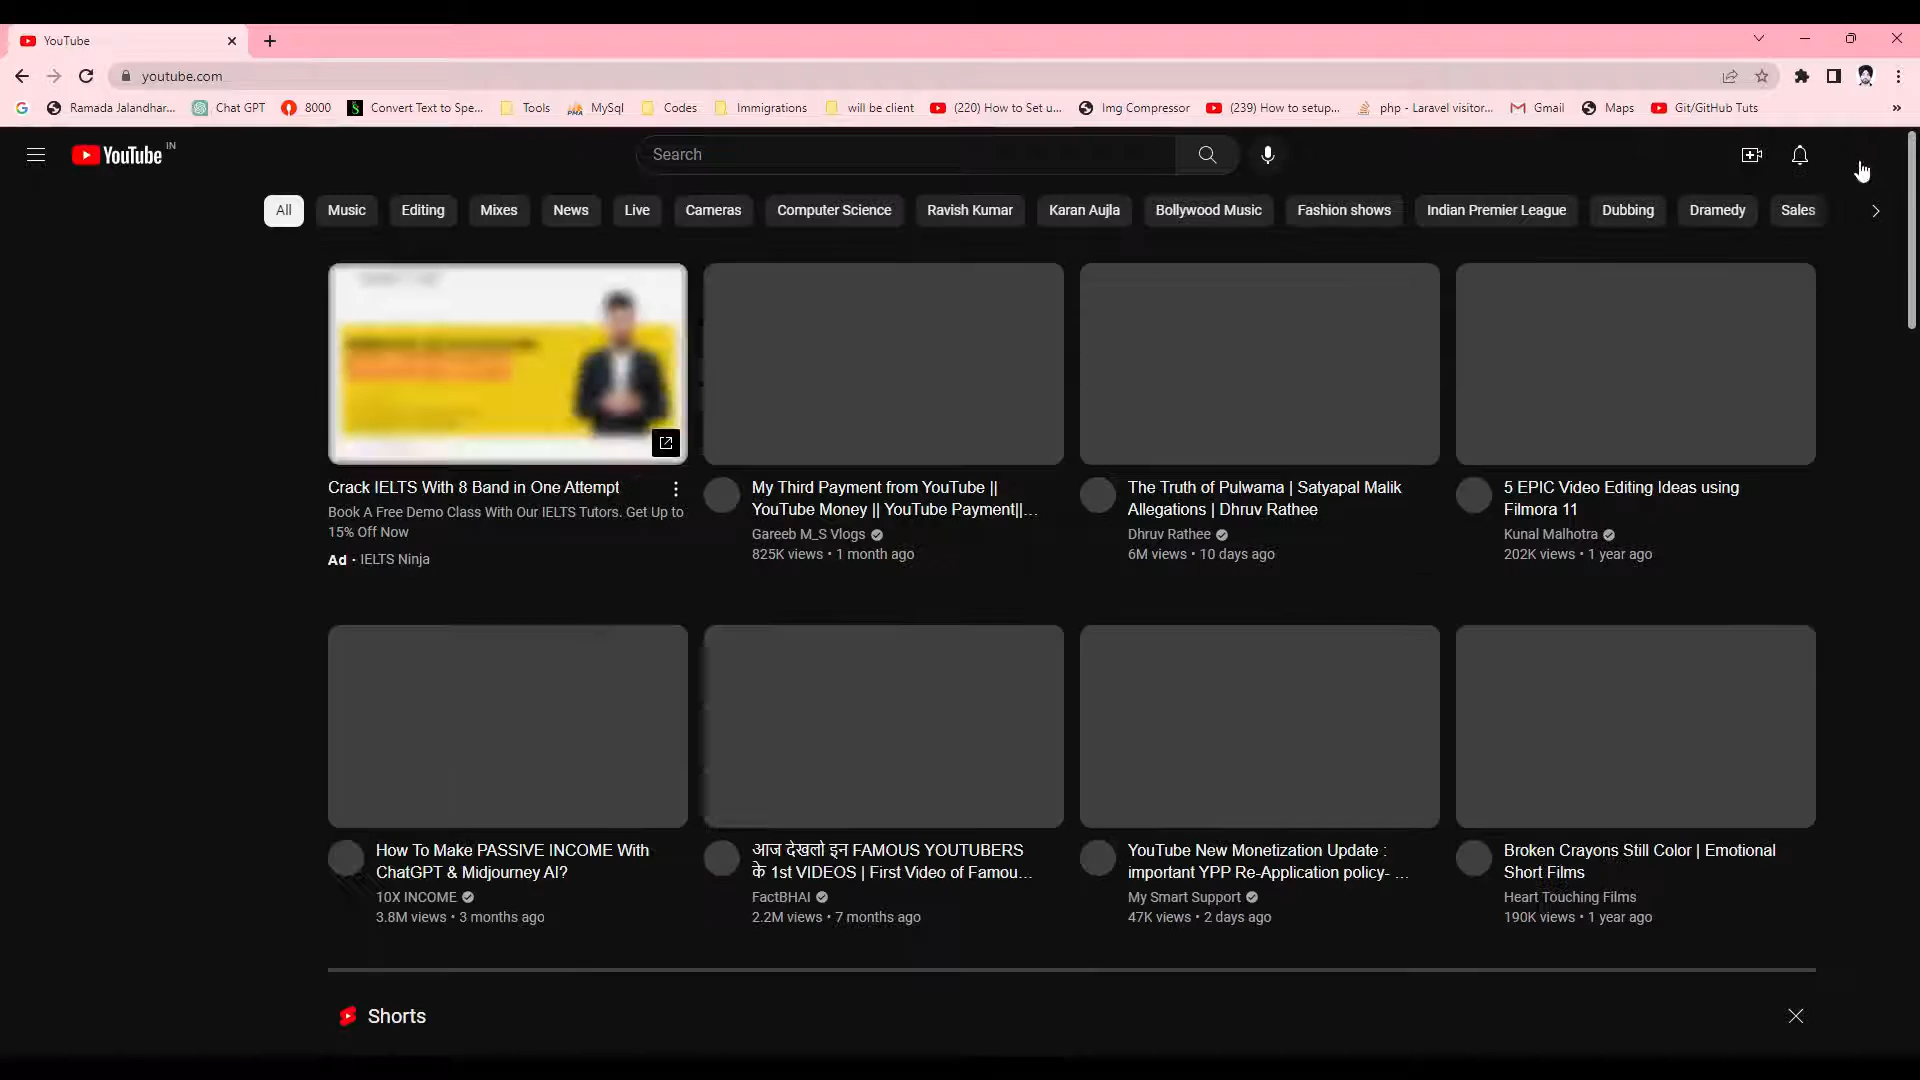 YouTube
youtube.com
Ramada Jalandhar...
Chat GPT
8000
Convert Text to Spe...
Tools
MySql
Codes
Immigrations
will be client
(220) How to Set u...
Img Compressor
(239) How to setup...
php - Laravel visitor...
Gmail
Maps
Git/GitHub Tuts
YouTube IN
Search
All
Music
Editing
Mixes
News
Live
Cameras
Computer Science
Ravish Kumar
Karan Aujla
Bollywood Music
Fashion shows
Indian Premier League
Dubbing
Dramedy
Sales
Crack IELTS With 8 Band in One Attempt
Book A Free Demo Class With Our IELTS Tutors. Get Up to
15% Off Now
Ad · IELTS Ninja
My Third Payment from YouTube ||
YouTube Money || YouTube Payment||...
Gareeb M_S Vlogs
825K views • 1 month ago
The Truth of Pulwama | Satyapal Malik
Allegations | Dhruv Rathee
Dhruv Rathee
6M views • 10 days ago
5 EPIC Video Editing Ideas using
Filmora 11
Kunal Malhotra
202K views • 1 year ago
How To Make PASSIVE INCOME With
ChatGPT & Midjourney AI?
10X INCOME
3.8M views • 3 months ago
आज देखलो इन FAMOUS YOUTUBERS
के 1st VIDEOS | First Video of Famou...
FactBHAI
2.2M views • 7 months ago
YouTube New Monetization Update :
important YPP Re-Application policy- ...
My Smart Support
47K views • 2 days ago
Broken Crayons Still Color | Emotional
Short Films
Heart Touching Films
190K views • 1 year ago
Shorts